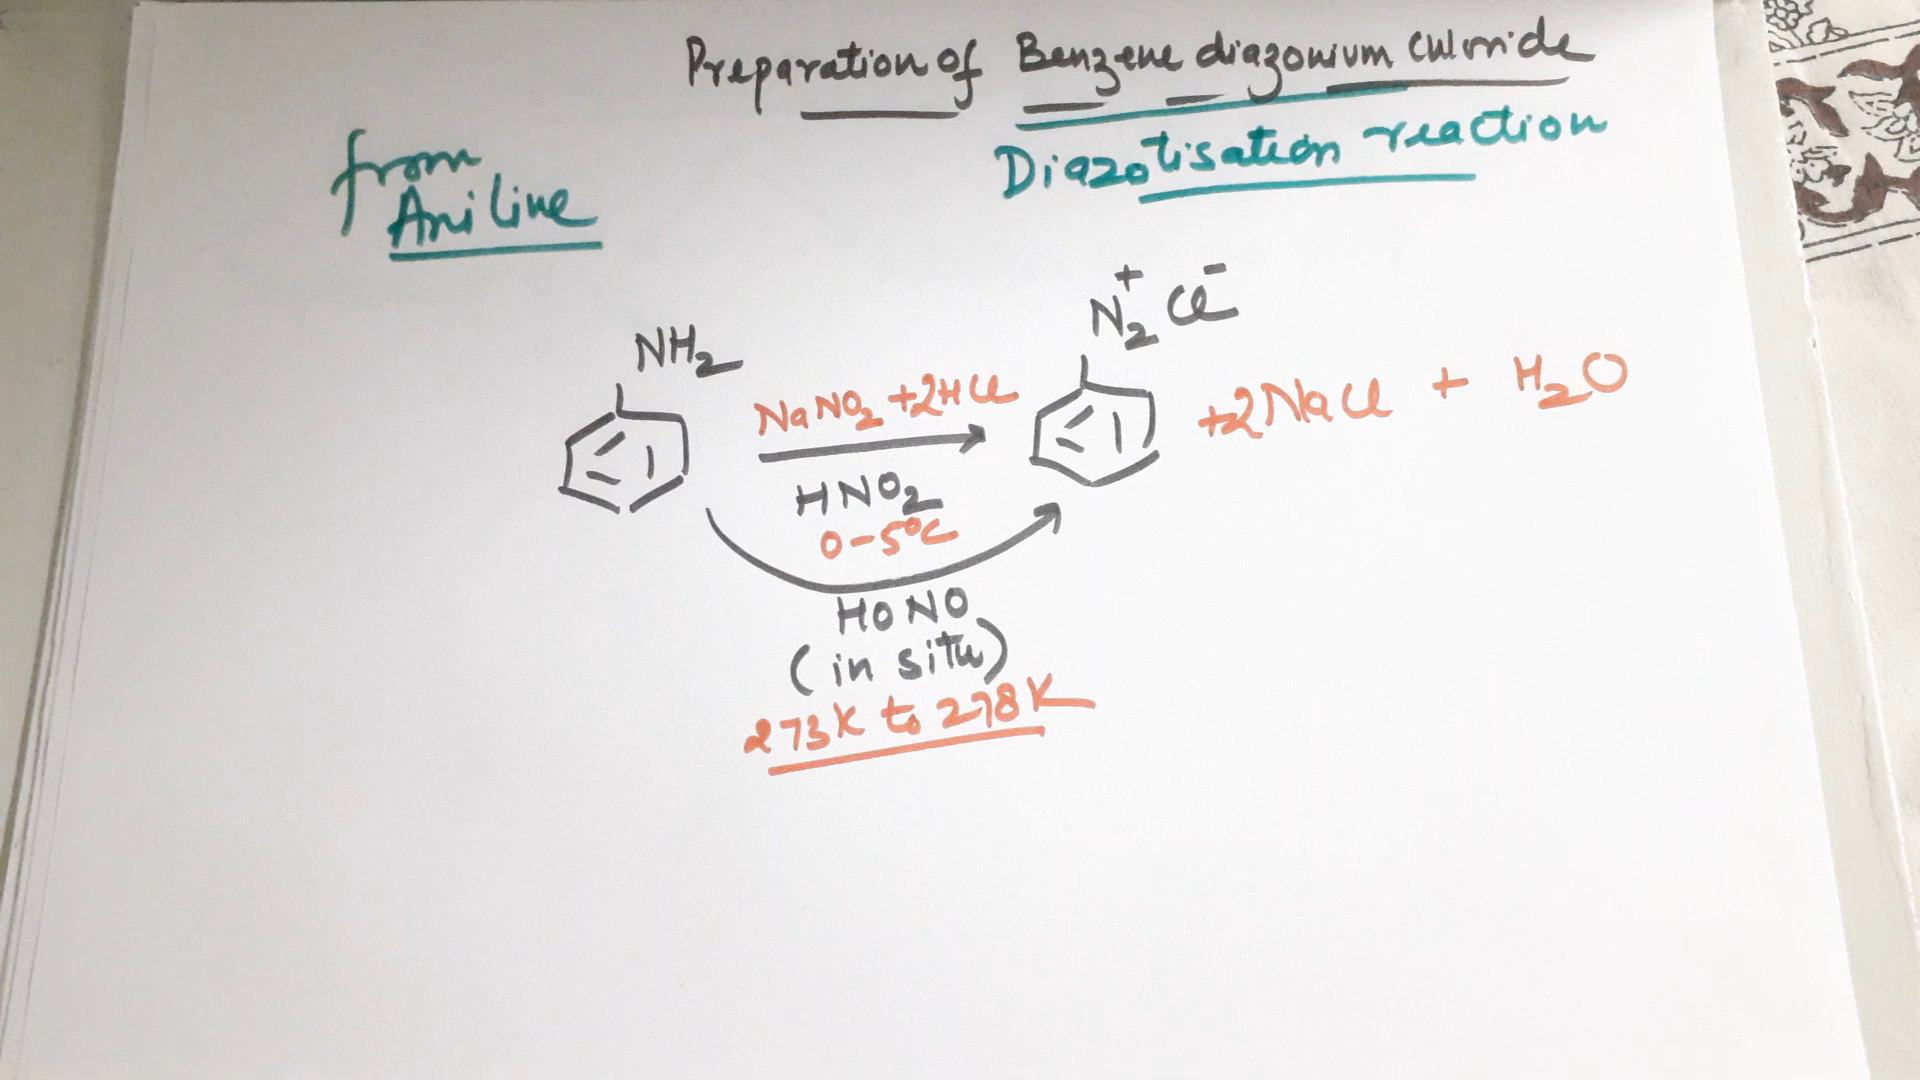 Preparation of Benzene diazonium chloride
Diazotisation reaction
from
Aniline
NH₂
NaNO₂ + 2HCl
HNO₂
0-5°C
N₂⁺ Cl⁻
+ 2NaCl + H₂O
HONO
(in situ)
273K to 278K